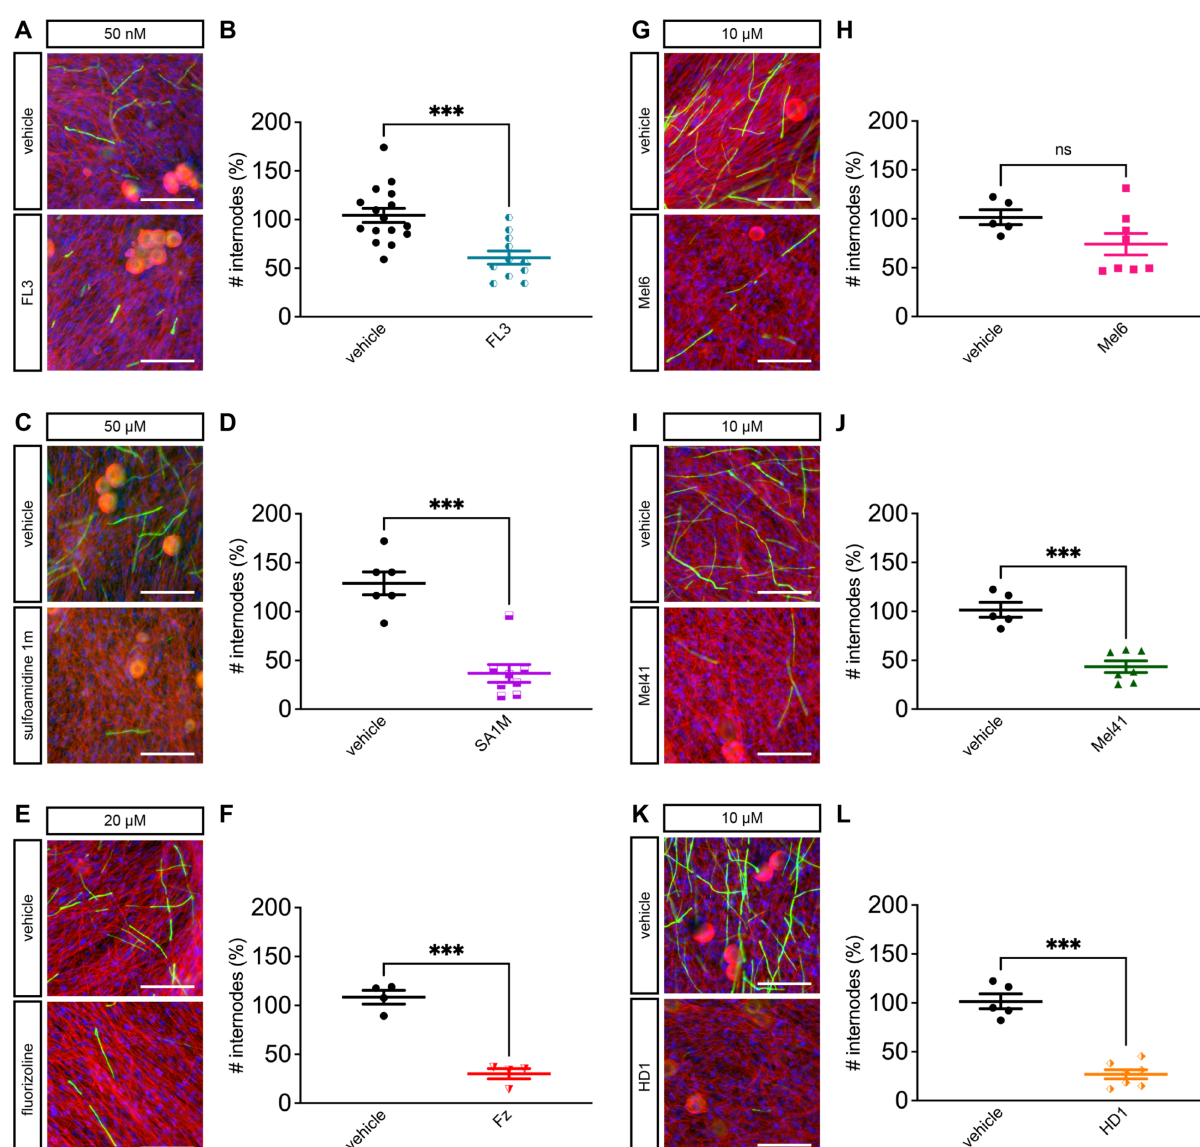 A
50 nM
vehicle
FL3
B
***
# internodes (%)
200
150
100
50
0
vehicle
FL3
C
50 µM
vehicle
sulfoamidine 1m
D
***
# internodes (%)
200
150
100
50
0
vehicle
SA1M
E
20 µM
vehicle
fluorizoline
F
***
# internodes (%)
200
150
100
50
0
vehicle
Fz
G
10 µM
vehicle
Mel6
H
ns
# internodes (%)
200
150
100
50
0
vehicle
Mel6
I
10 µM
vehicle
Mel41
J
***
# internodes (%)
200
150
100
50
0
vehicle
Mel41
K
10 µM
vehicle
HD1
L
***
# internodes (%)
200
150
100
50
0
vehicle
HD1